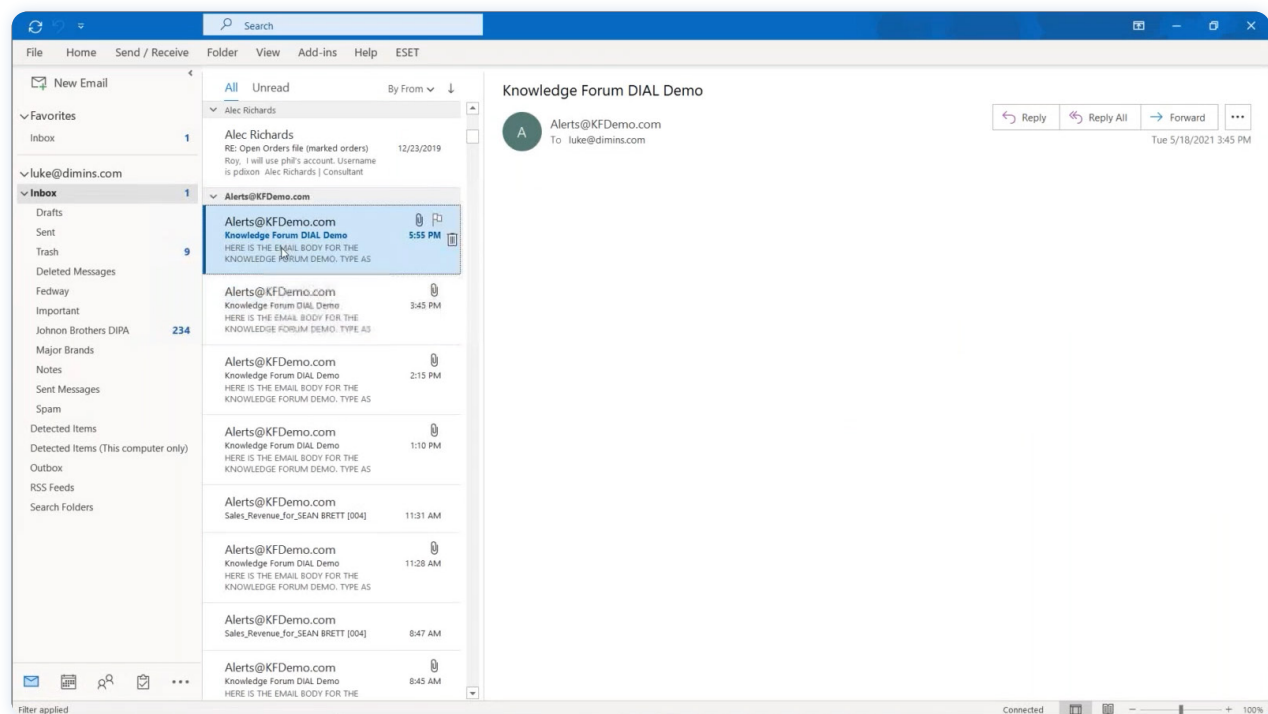 Search
File Home Send / Receive Folder View Add-ins Help ESET
New Email
Favorites
Inbox 1
luke@dimins.com
Inbox 1
Drafts
Sent
Trash 9
Deleted Messages
Fedway
Important
Johnon Brothers DIPA 234
Major Brands
Notes
Sent Messages
Spam
Detected Items
Detected Items (This computer only)
Outbox
RSS Feeds
Search Folders
All Unread By From
Alec Richards
Alec Richards
RE: Open Orders file (marked orders) 12/23/2019
Roy, I will use phil's account. Username
is pdixon Alec Richards | Consultant
Alerts@KFDemo.com
Alerts@KFDemo.com
Knowledge Forum DIAL Demo 5:55 PM
HERE IS THE EMAIL BODY FOR THE
KNOWLEDGE FORUM DEMO. TYPE AS
Alerts@KFDemo.com
Knowledge Forum DIAL Demo 3:45 PM
HERE IS THE EMAIL BODY FOR THE
KNOWLEDGE FORUM DEMO. TYPE AS
Alerts@KFDemo.com
Knowledge Forum DIAL Demo 2:15 PM
HERE IS THE EMAIL BODY FOR THE
KNOWLEDGE FORUM DEMO. TYPE AS
Alerts@KFDemo.com
Knowledge Forum DIAL Demo 1:10 PM
HERE IS THE EMAIL BODY FOR THE
KNOWLEDGE FORUM DEMO. TYPE AS
Alerts@KFDemo.com
Sales_Revenue_for_SEAN BRETT [004] 11:31 AM
Alerts@KFDemo.com
Knowledge Forum DIAL Demo 11:28 AM
HERE IS THE EMAIL BODY FOR THE
KNOWLEDGE FORUM DEMO. TYPE AS
Alerts@KFDemo.com
Sales_Revenue_for_SEAN BRETT [004] 8:47 AM
Alerts@KFDemo.com
Knowledge Forum DIAL Demo 8:45 AM
HERE IS THE EMAIL BODY FOR THE
Knowledge Forum DIAL Demo
A
Alerts@KFDemo.com
To luke@dimins.com
Reply Reply All Forward
Tue 5/18/2021 3:45 PM
Filter applied
Connected 100%